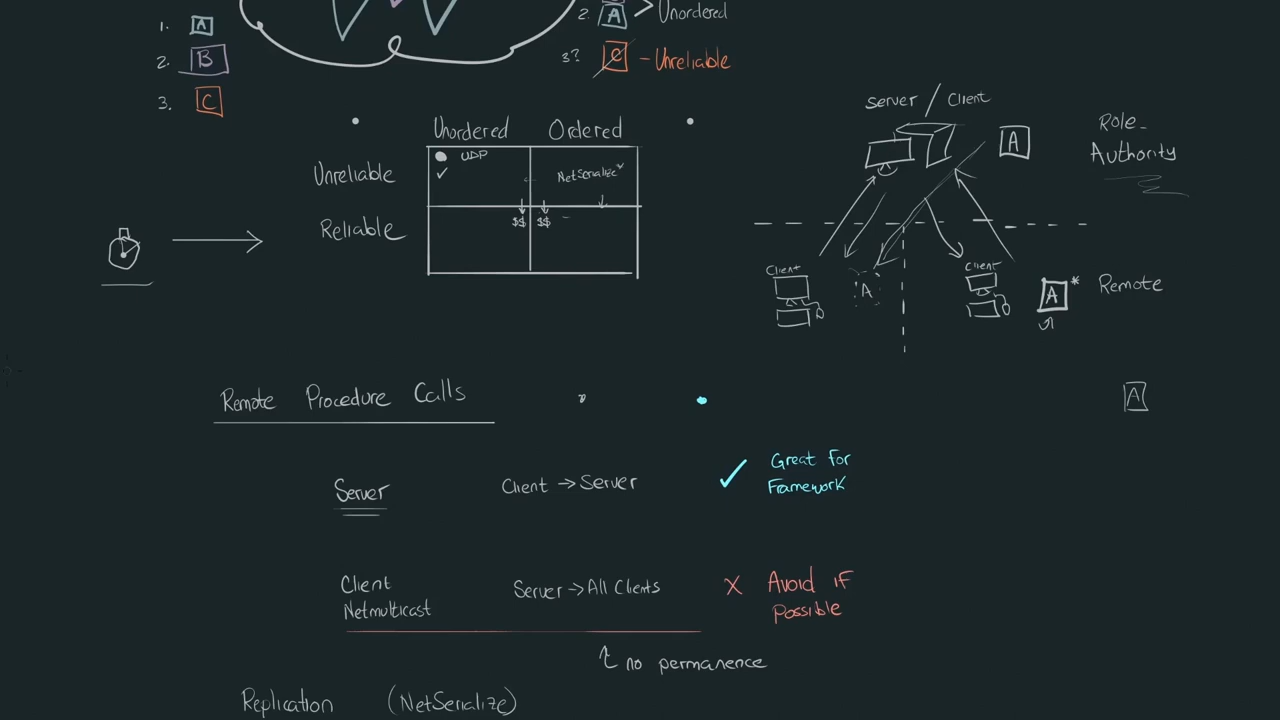 1. A
2. B
3. C
2. A > Unordered
3? C - Unreliable
Unordered Ordered
Unreliable
UDP
NetSerialize
Reliable
$$ $$
Server / Client
A
Role_
Authority
Client
A
Client
A * Remote
Remote Procedure Calls
A
Server
Client → Server
Great for
Framework
Client
Netmulticast
Server → All Clients
X Avoid if
possible
no permanence
Replication (NetSerialize)